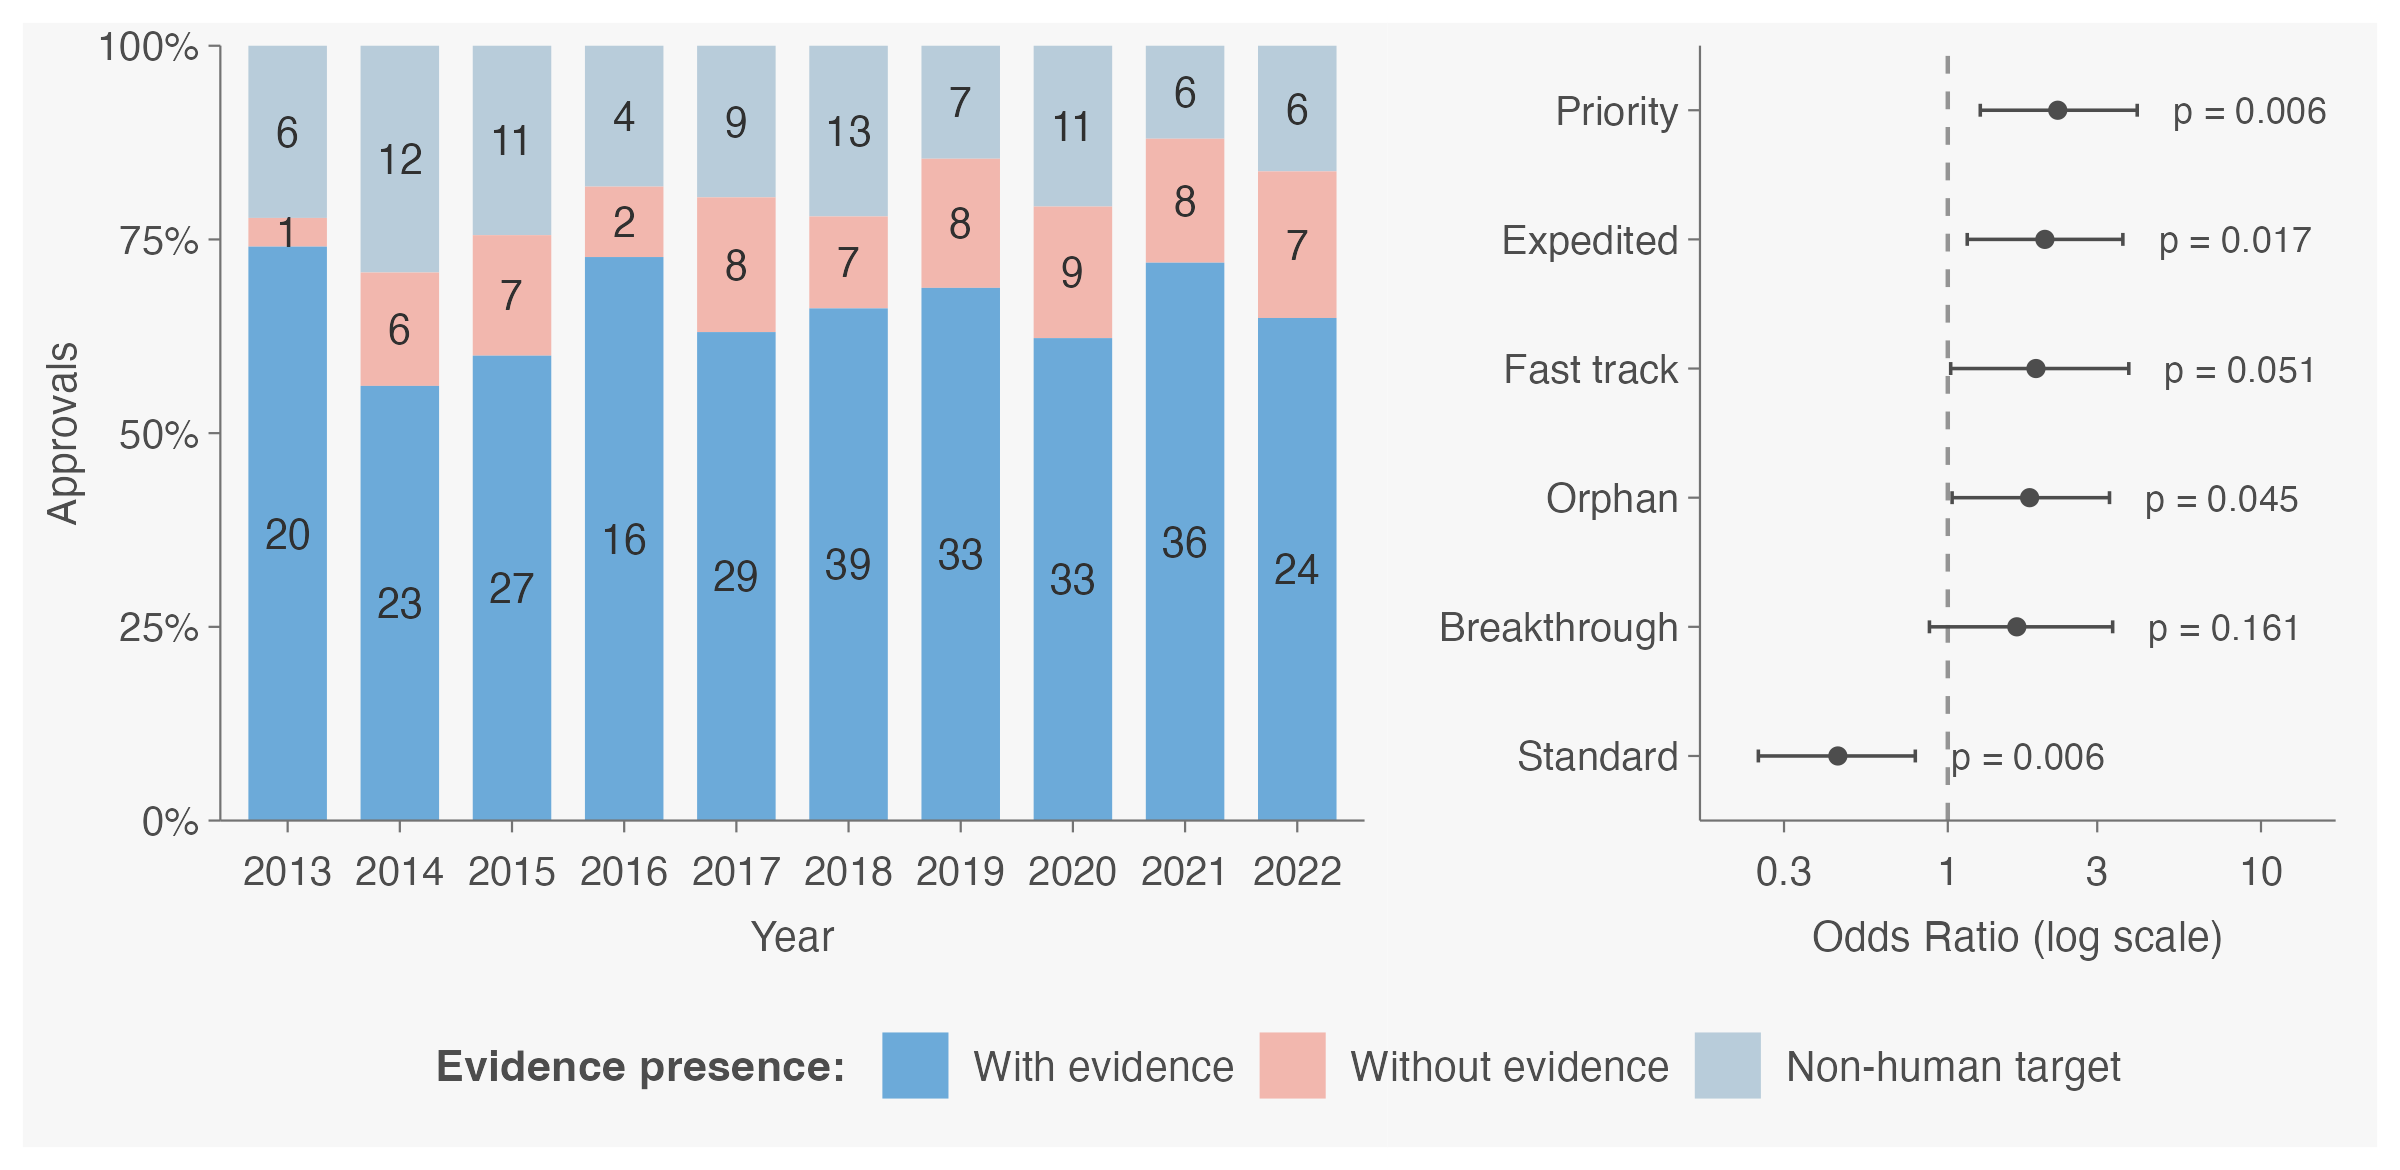 100%
75%
50%
25%
0%
Approvals
6 12 11 4 9 13 7 11 6 6
1 6 7 2 8 7 8 9 8 7
20 23 27 16 29 39 33 33 36 24
2013 2014 2015 2016 2017 2018 2019 2020 2021 2022
Year
Priority p = 0.006
Expedited p = 0.017
Fast track p = 0.051
Orphan p = 0.045
Breakthrough p = 0.161
Standard p = 0.006
0.3 1 3 10
Odds Ratio (log scale)
Evidence presence: With evidence Without evidence Non-human target